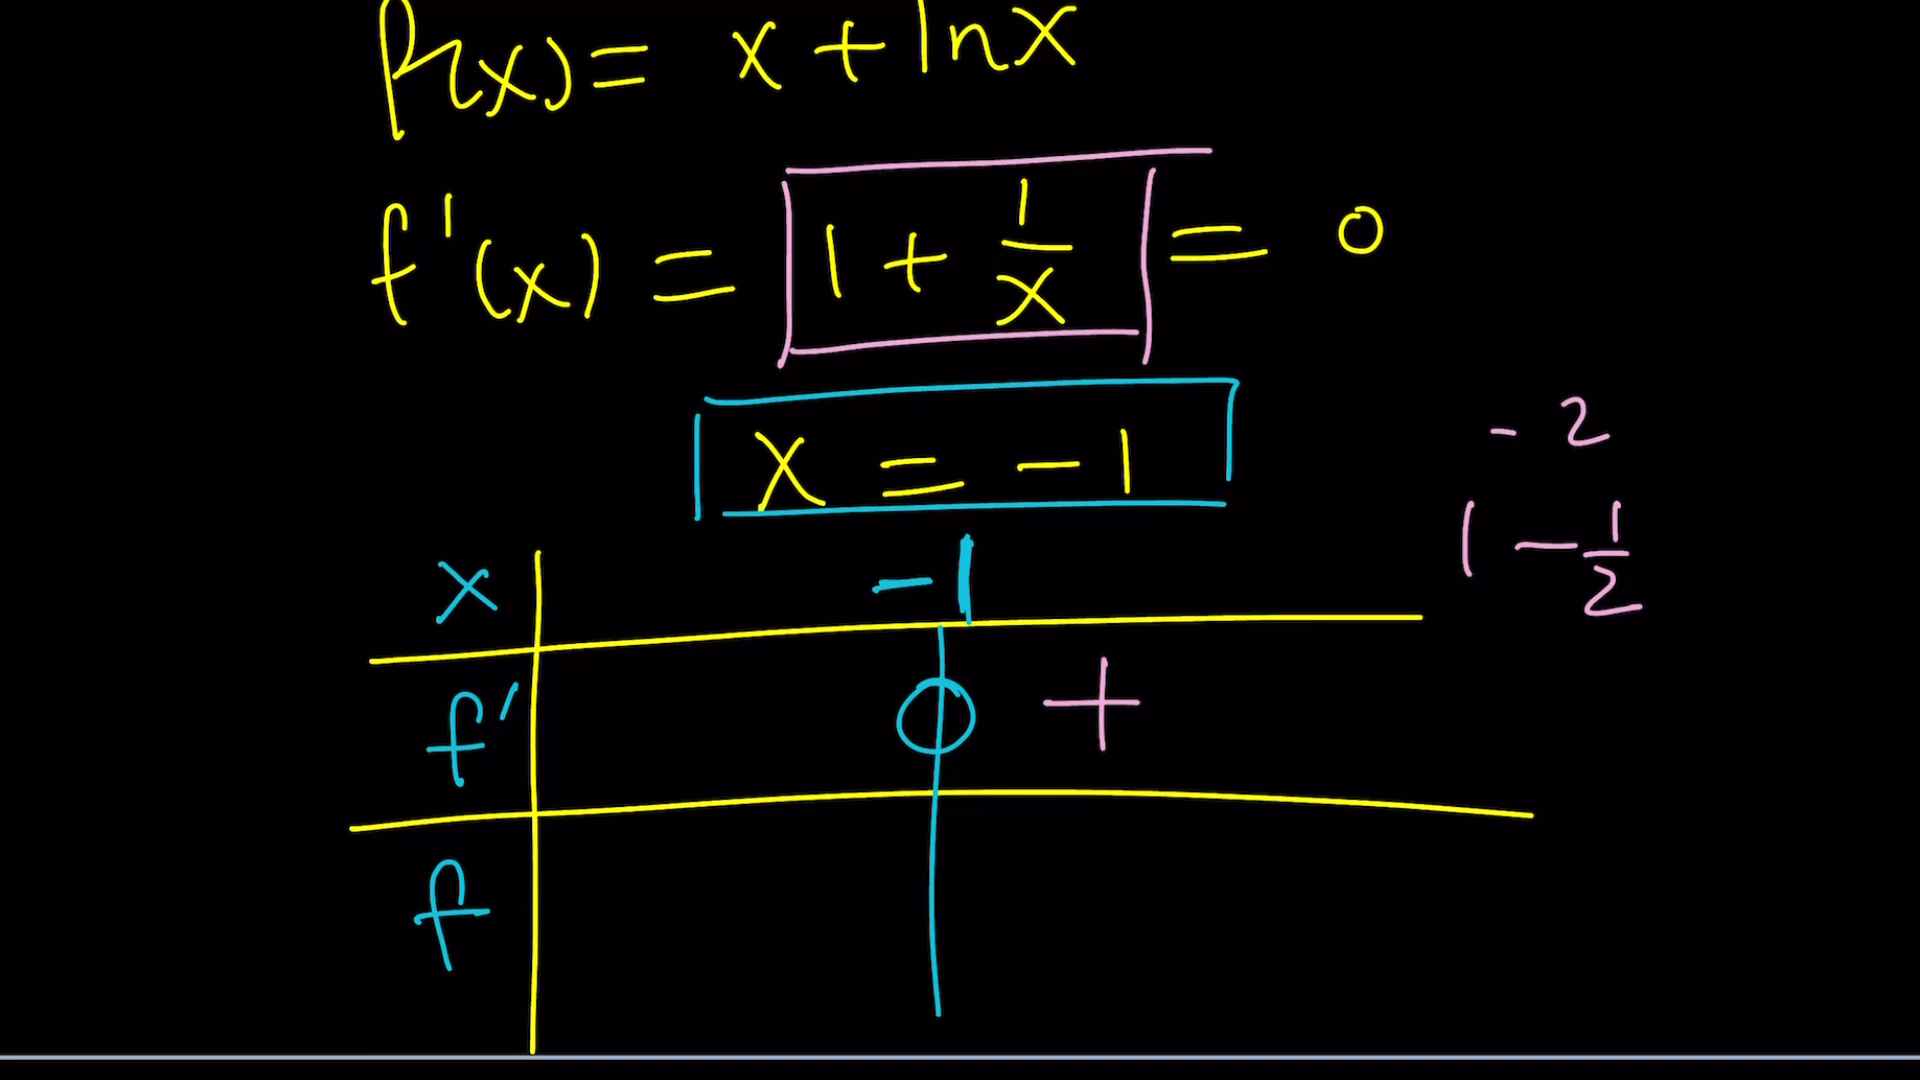 f(x) = x + ln x
f'(x) = 1 + 1/x = 0
x = -1
-2
1 - 1/2
x -1
f' 0 +
f